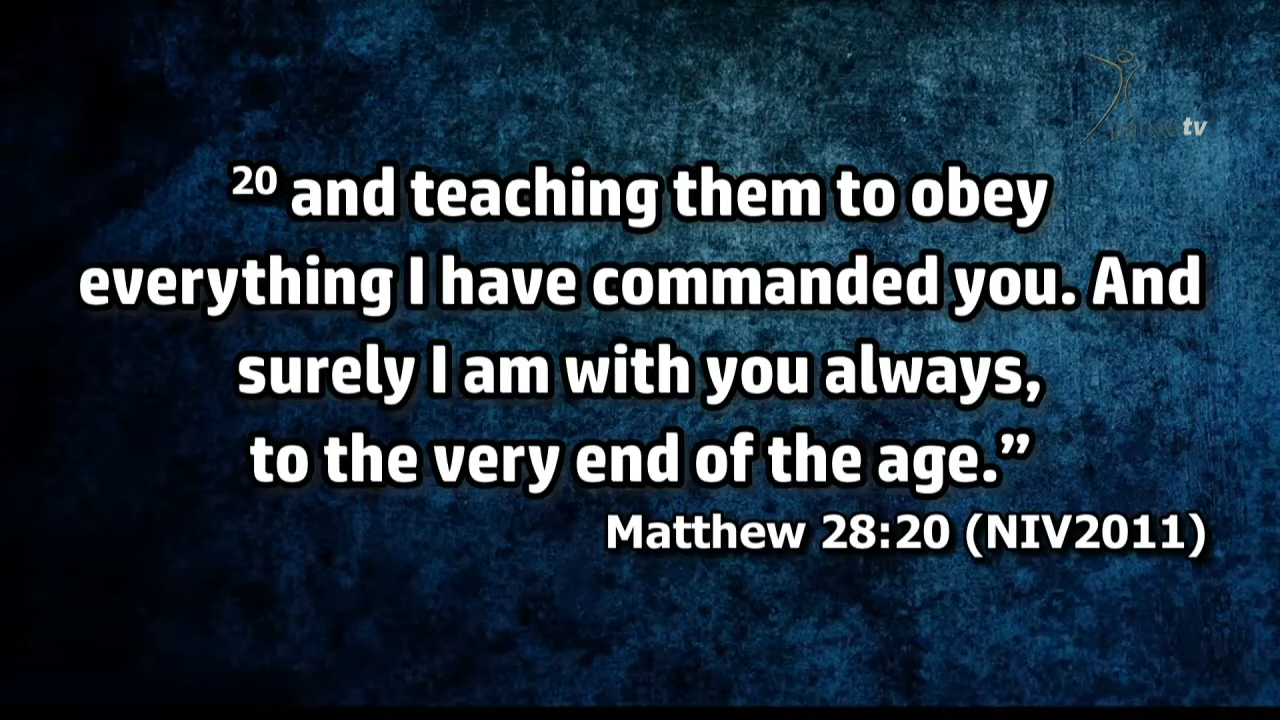 tv
20 and teaching them to obey
everything I have commanded you. And
surely I am with you always,
to the very end of the age.”
Matthew 28:20 (NIV2011)